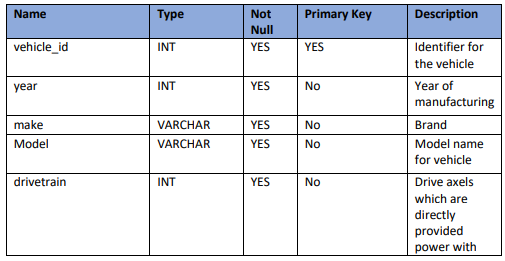 Name Type Not Null Primary Key Description
vehicle_id INT YES YES Identifier for the vehicle
year INT YES No Year of manufacturing
make VARCHAR YES No Brand
Model VARCHAR YES No Model name for vehicle
drivetrain INT YES No Drive axels which are directly provided power with